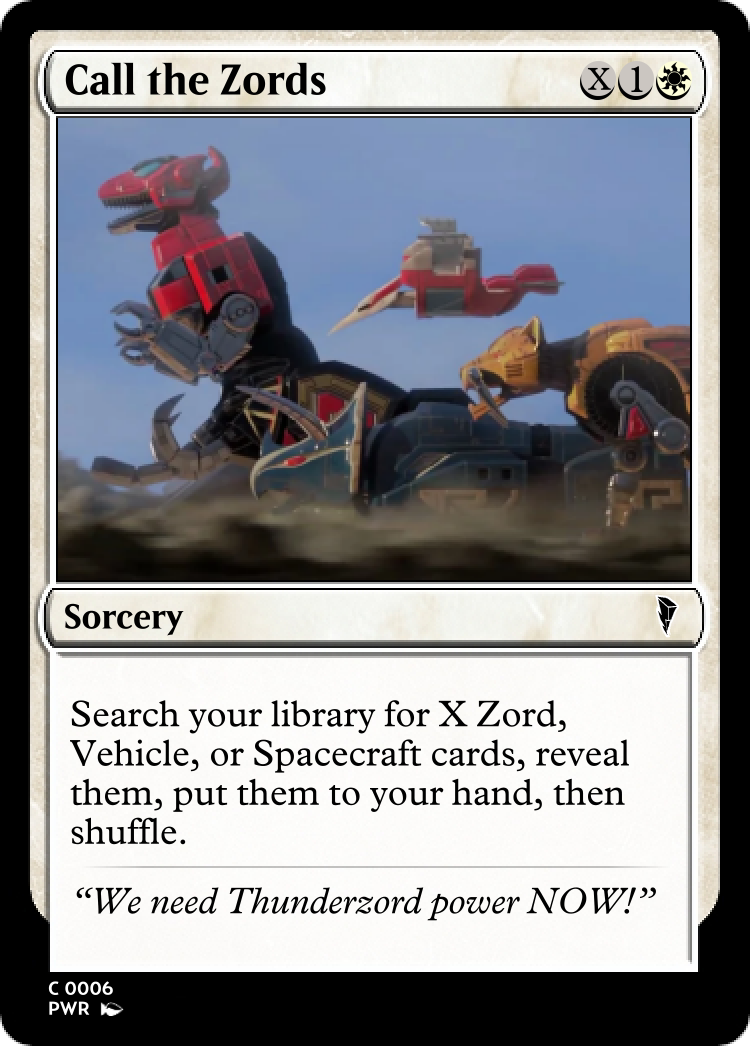 Call the Zords X1
Sorcery
Search your library for X Zord,
Vehicle, or Spacecraft cards, reveal
them, put them to your hand, then
shuffle.
“We need Thunderzord power NOW!”
C 0006
PWR